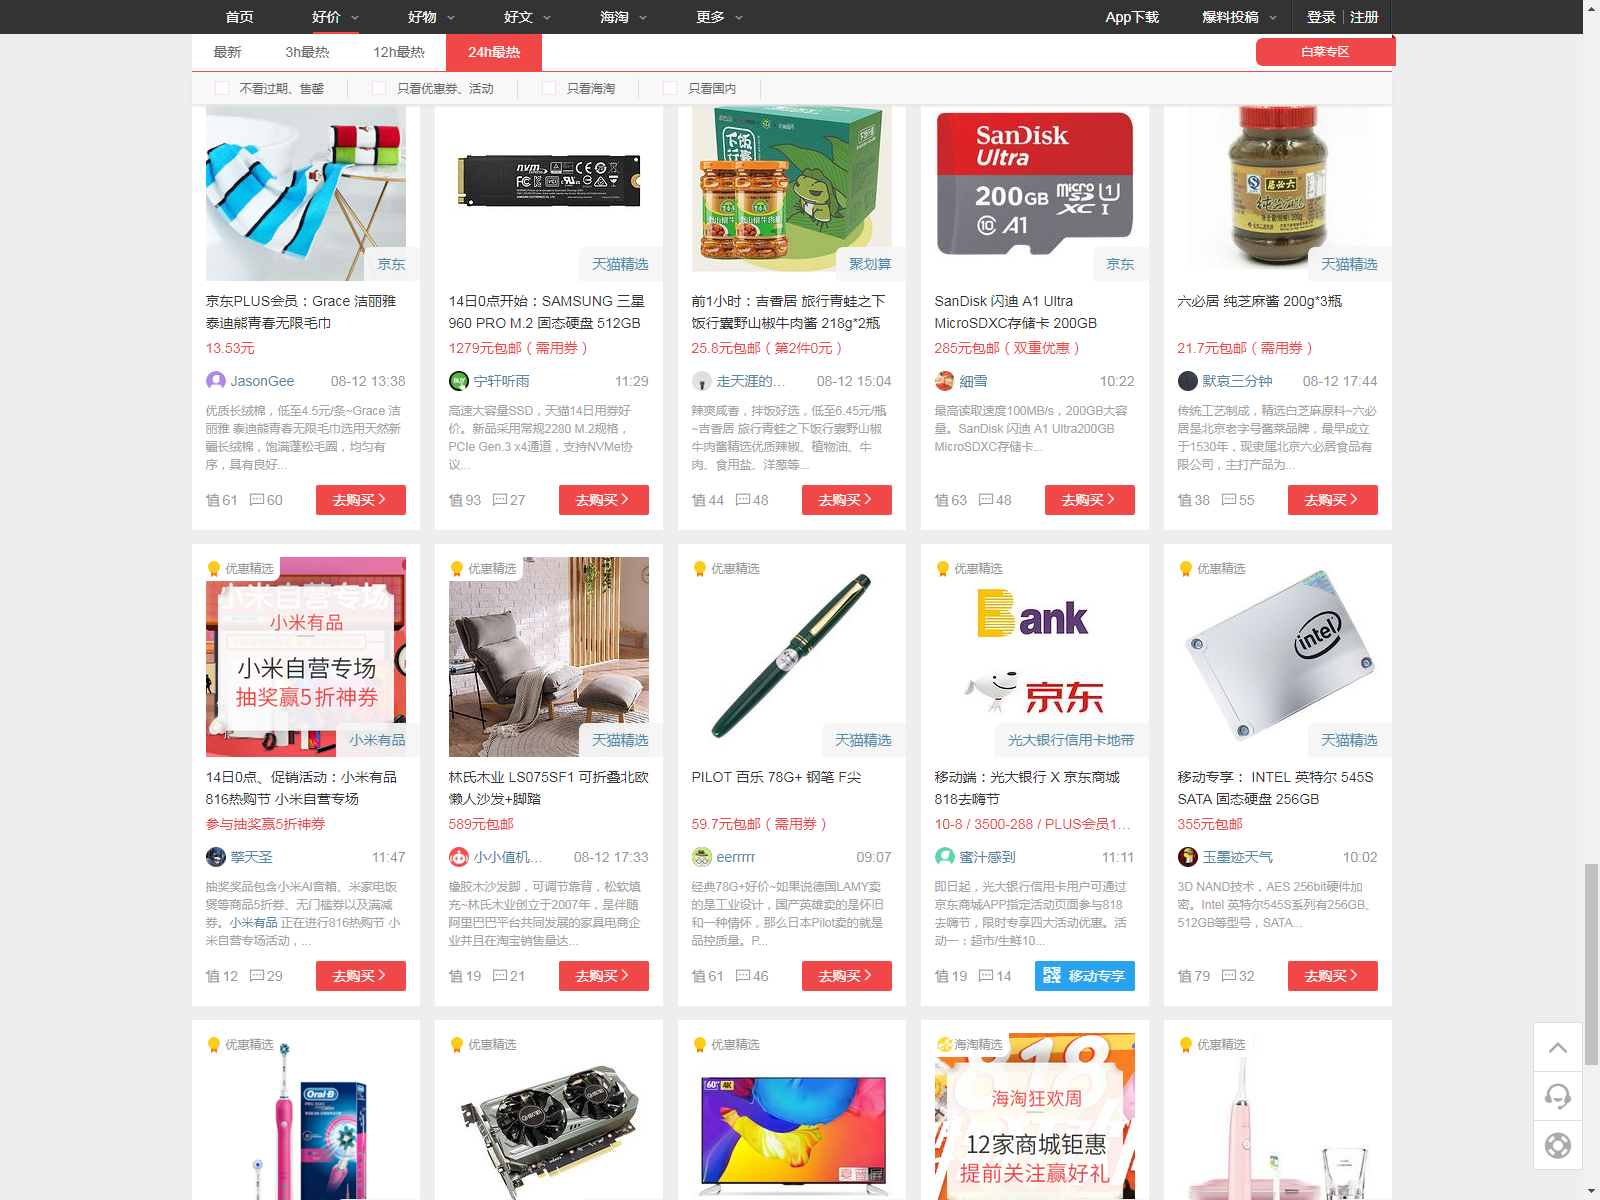 首页
好价
好物
好文
海淘
更多
App下载
爆料投稿
登录
注册
最新
3h最热
12h最热
24h最热
白菜专区
不看过期、售罄
只看优惠券、活动
只看海淘
只看国内
京东
京东PLUS会员：Grace 洁丽雅
泰迪熊青春无限毛巾
13.53元
JasonGee 08-12 13:38
优质长绒棉，低至4.5元/条~Grace 洁
丽雅 泰迪熊青春无限毛巾选用天然新
疆长绒棉，饱满蓬松毛圈，均匀有
序，具有良好...
值61 60 去购买
天猫精选
14日0点开始：SAMSUNG 三星
960 PRO M.2 固态硬盘 512GB
1279元包邮（需用券）
宁轩听雨 11:29
高速大容量SSD，天猫14日用券好
价。新品采用常规2280 M.2规格，
PCIe Gen.3 x4通道，支持NVMe协
议...
值93 27 去购买
下饭行囊
聚划算
前1小时：吉香居 旅行青蛙之下
饭行囊野山椒牛肉酱 218g*2瓶
25.8元包邮（第2件0元）
走天涯的... 08-12 15:04
辣爽咸香，拌饭好选，低至6.45元/瓶
~吉香居 旅行青蛙之下饭行囊野山椒
牛肉酱精选优质辣椒、植物油、牛
肉、食用盐、洋葱等...
值44 48 去购买
SanDisk
Ultra
200GB micro SD XC I U1
10 A1
京东
SanDisk 闪迪 A1 Ultra
MicroSDXC存储卡 200GB
285元包邮（双重优惠）
細雪 10:22
最高读取速度100MB/s，200GB大容
量。SanDisk 闪迪 A1 Ultra200GB
MicroSDXC存储卡...
值63 48 去购买
天猫精选
六必居 纯芝麻酱 200g*3瓶
21.7元包邮（需用券）
默哀三分钟 08-12 17:44
传统工艺制成，精选白芝麻原料~六必
居是北京老字号酱菜品牌，最早成立
于1530年，现隶属北京六必居食品有
限公司，主打产品为...
值38 55 去购买
优惠精选
小米自营专场
小米有品
小米自营专场
抽奖赢5折神券
小米有品
14日0点、促销活动：小米有品
816热购节 小米自营专场
参与抽奖赢5折神券
擎天圣 11:47
抽奖奖品包含小米AI音箱、米家电饭
煲等商品5折券、无门槛券以及满减
券。小米有品 正在进行816热购节 小
米自营专场活动，...
值12 29 去购买
优惠精选
天猫精选
林氏木业 LS075SF1 可折叠北欧
懒人沙发+脚踏
589元包邮
小小值机... 08-12 17:33
橡胶木沙发脚，可调节靠背，松软填
充~林氏木业创立于2007年，是伴随
阿里巴巴平台共同发展的家具电商企
业并且在淘宝销售量达...
值19 21 去购买
优惠精选
天猫精选
PILOT 百乐 78G+ 钢笔 F尖
59.7元包邮（需用券）
eerrrrr 09:07
经典78G+好价~如果说德国LAMY卖
的是工业设计，国产英雄卖的是怀旧
和一种情怀，那么日本Pilot卖的就是
品控质量。P...
值61 46 去购买
优惠精选
Bank
京东
光大银行信用卡地带
移动端：光大银行 X 京东商城
818去嗨节
10-8 / 3500-288 / PLUS会员1...
蜜汁感到 11:11
即日起，光大银行信用卡用户可通过
京东商城APP指定活动页面参与818
去嗨节，限时专享四大活动优惠。活
动一：超市/生鲜10...
值19 14 移动专享
优惠精选
intel
天猫精选
移动专享： INTEL 英特尔 545S
SATA 固态硬盘 256GB
355元包邮
玉墨迹天气 10:02
3D NAND技术，AES 256bit硬件加
密。Intel 英特尔545S系列有256GB、
512GB等型号，SATA...
值79 32 去购买
优惠精选
Oral-B
优惠精选
优惠精选
60" 4K
夏普屏
海淘精选
818
海淘狂欢周
12家商城钜惠
提前关注赢好礼
优惠精选